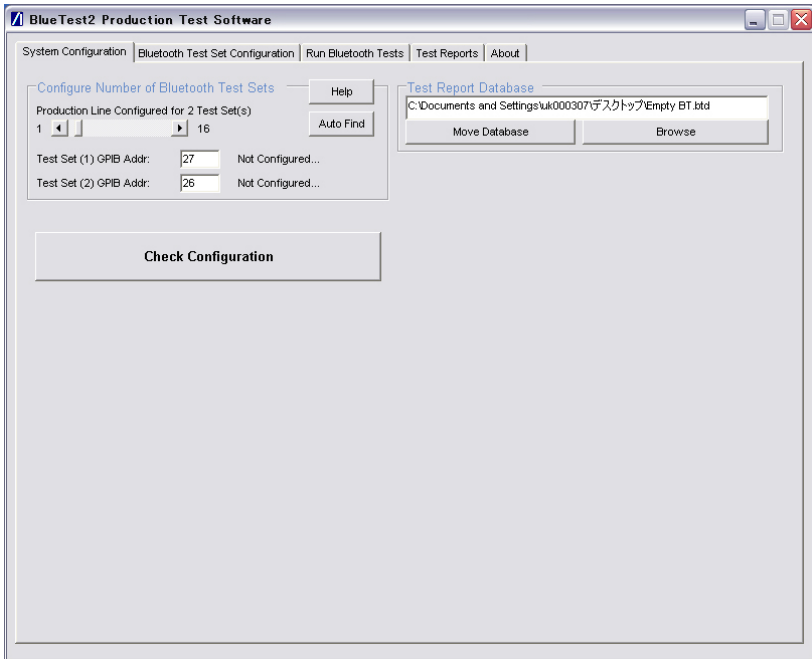 BlueTest2 Production Test Software
System Configuration Bluetooth Test Set Configuration Run Bluetooth Tests Test Reports About
Configure Number of Bluetooth Test Sets
Help
Production Line Configured for 2 Test Set(s)
1 16
Auto Find
Test Set (1) GPIB Addr: 27 Not Configured...
Test Set (2) GPIB Addr: 26 Not Configured...
Test Report Database
C:\Documents and Settings\uk000307\デスクトップ\Empty BT.btd
Move Database Browse
Check Configuration